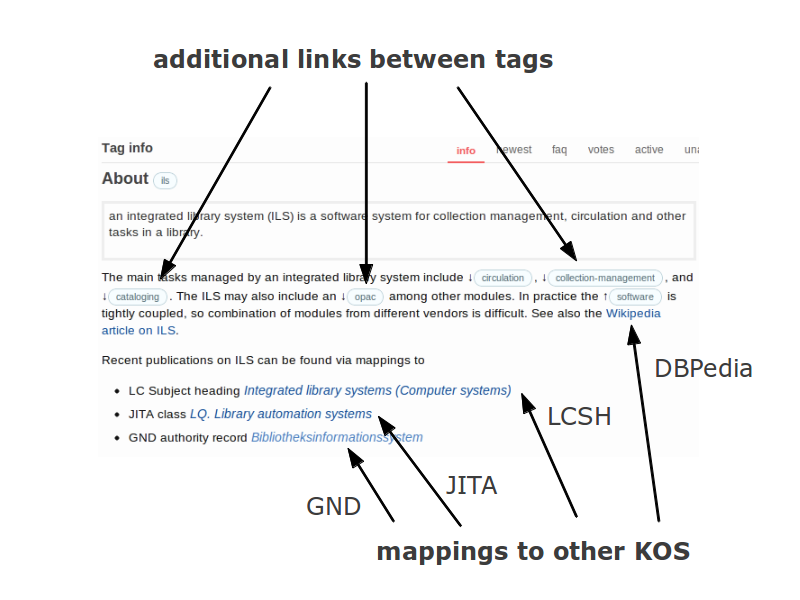 additional links between tags
Tag info info newest faq votes active una
About ils
an integrated library system (ILS) is a software system for collection management, circulation and other
tasks in a library.
The main tasks managed by an integrated library system include ↓ circulation , ↓ collection-management , and
↓ cataloging . The ILS may also include an ↓ opac among other modules. In practice the ↑ software is
tightly coupled, so combination of modules from different vendors is difficult. See also the Wikipedia
article on ILS.
Recent publications on ILS can be found via mappings to
• LC Subject heading Integrated library systems (Computer systems)
• JITA class LQ. Library automation systems
• GND authority record Bibliotheksinformationssystem
DBPedia
LCSH
JITA
GND
mappings to other KOS